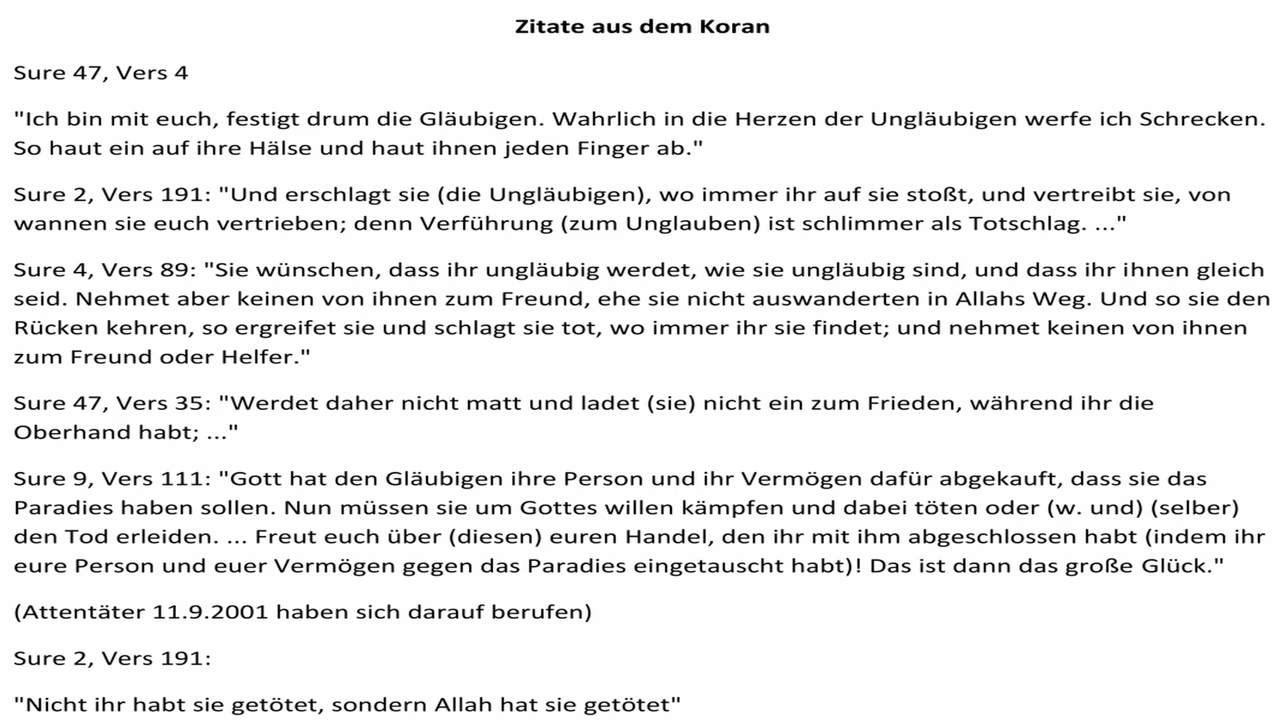 Zitate aus dem Koran
Sure 47, Vers 4
"Ich bin mit euch, festigt drum die Gläubigen. Wahrlich in die Herzen der Ungläubigen werfe ich Schrecken.
So haut ein auf ihre Hälse und haut ihnen jeden Finger ab."
Sure 2, Vers 191: "Und erschlagt sie (die Ungläubigen), wo immer ihr auf sie stoßt, und vertreibt sie, von
wannen sie euch vertrieben; denn Verführung (zum Unglauben) ist schlimmer als Totschlag. ..."
Sure 4, Vers 89: "Sie wünschen, dass ihr ungläubig werdet, wie sie ungläubig sind, und dass ihr ihnen gleich
seid. Nehmet aber keinen von ihnen zum Freund, ehe sie nicht auswanderten in Allahs Weg. Und so sie den
Rücken kehren, so ergreifet sie und schlagt sie tot, wo immer ihr sie findet; und nehmet keinen von ihnen
zum Freund oder Helfer."
Sure 47, Vers 35: "Werdet daher nicht matt und ladet (sie) nicht ein zum Frieden, während ihr die
Oberhand habt; ..."
Sure 9, Vers 111: "Gott hat den Gläubigen ihre Person und ihr Vermögen dafür abgekauft, dass sie das
Paradies haben sollen. Nun müssen sie um Gottes willen kämpfen und dabei töten oder (w. und) (selber)
den Tod erleiden. ... Freut euch über (diesen) euren Handel, den ihr mit ihm abgeschlossen habt (indem ihr
eure Person und euer Vermögen gegen das Paradies eingetauscht habt)! Das ist dann das große Glück."
(Attentäter 11.9.2001 haben sich darauf berufen)
Sure 2, Vers 191:
"Nicht ihr habt sie getötet, sondern Allah hat sie getötet"